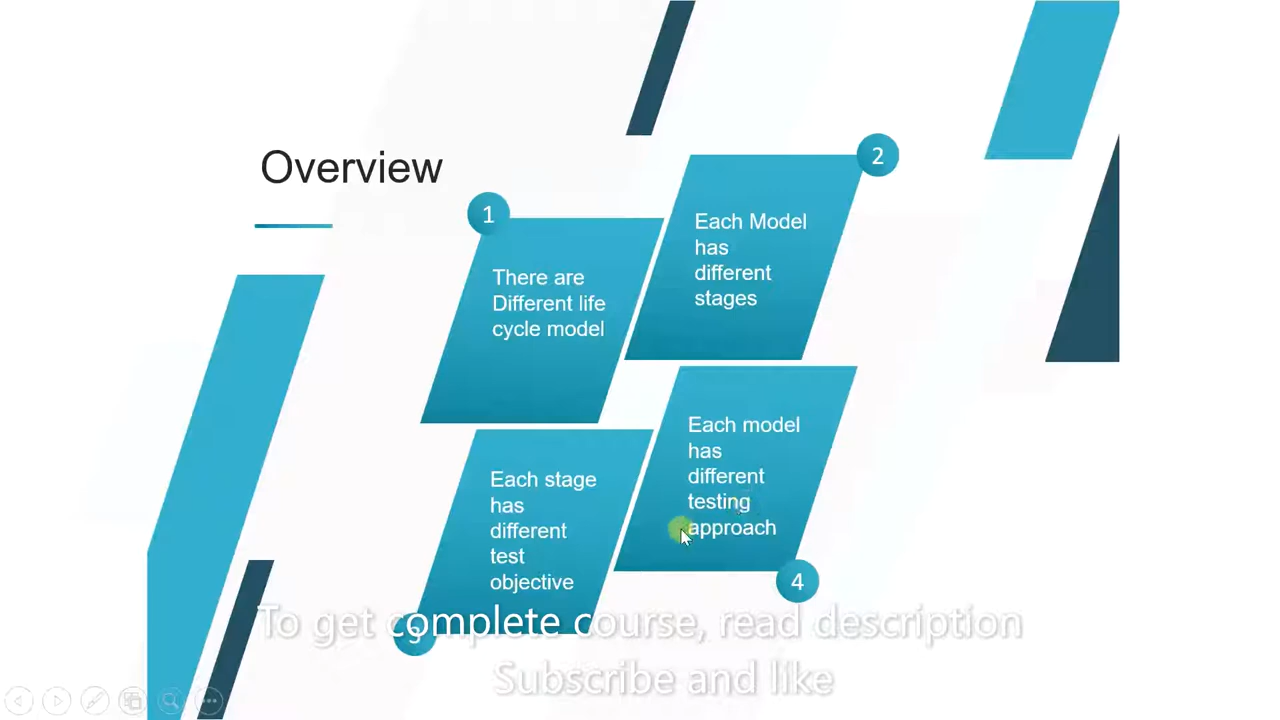 Overview
1
There are
Different life
cycle model
2
Each Model
has
different
stages
Each stage
has
different
test
objective
3
Each model
has
different
testing
approach
4
To get complete course, read description
Subscribe and like